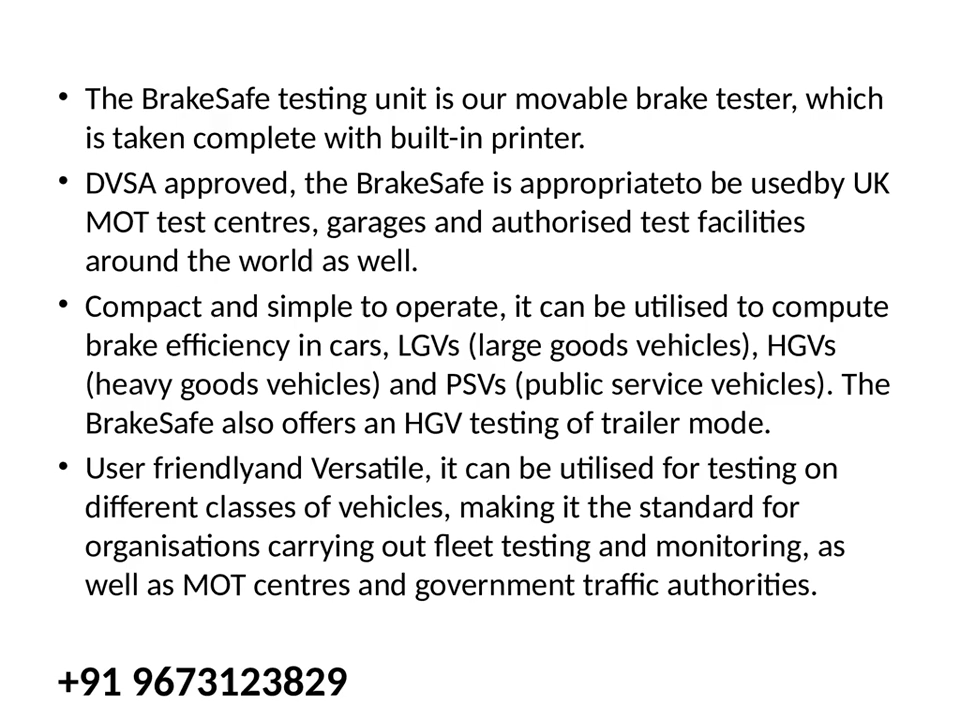 • The BrakeSafe testing unit is our movable brake tester, which
is taken complete with built-in printer.
• DVSA approved, the BrakeSafe is appropriateto be usedby UK
MOT test centres, garages and authorised test facilities
around the world as well.
• Compact and simple to operate, it can be utilised to compute
brake efficiency in cars, LGVs (large goods vehicles), HGVs
(heavy goods vehicles) and PSVs (public service vehicles). The
BrakeSafe also offers an HGV testing of trailer mode.
• User friendlyand Versatile, it can be utilised for testing on
different classes of vehicles, making it the standard for
organisations carrying out fleet testing and monitoring, as
well as MOT centres and government traffic authorities.
+91 9673123829